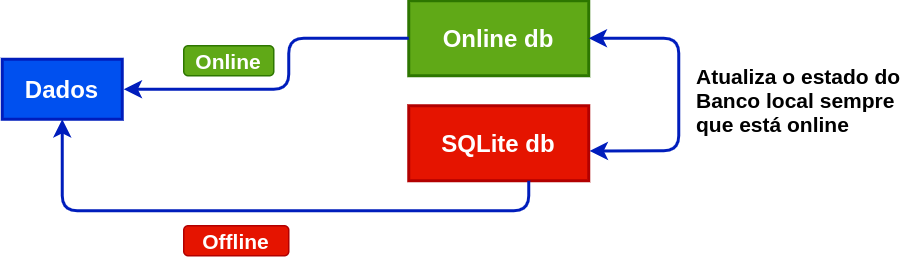 Online db
Online
Dados
Atualiza o estado do
Banco local sempre
que está online
SQLite db
Offline